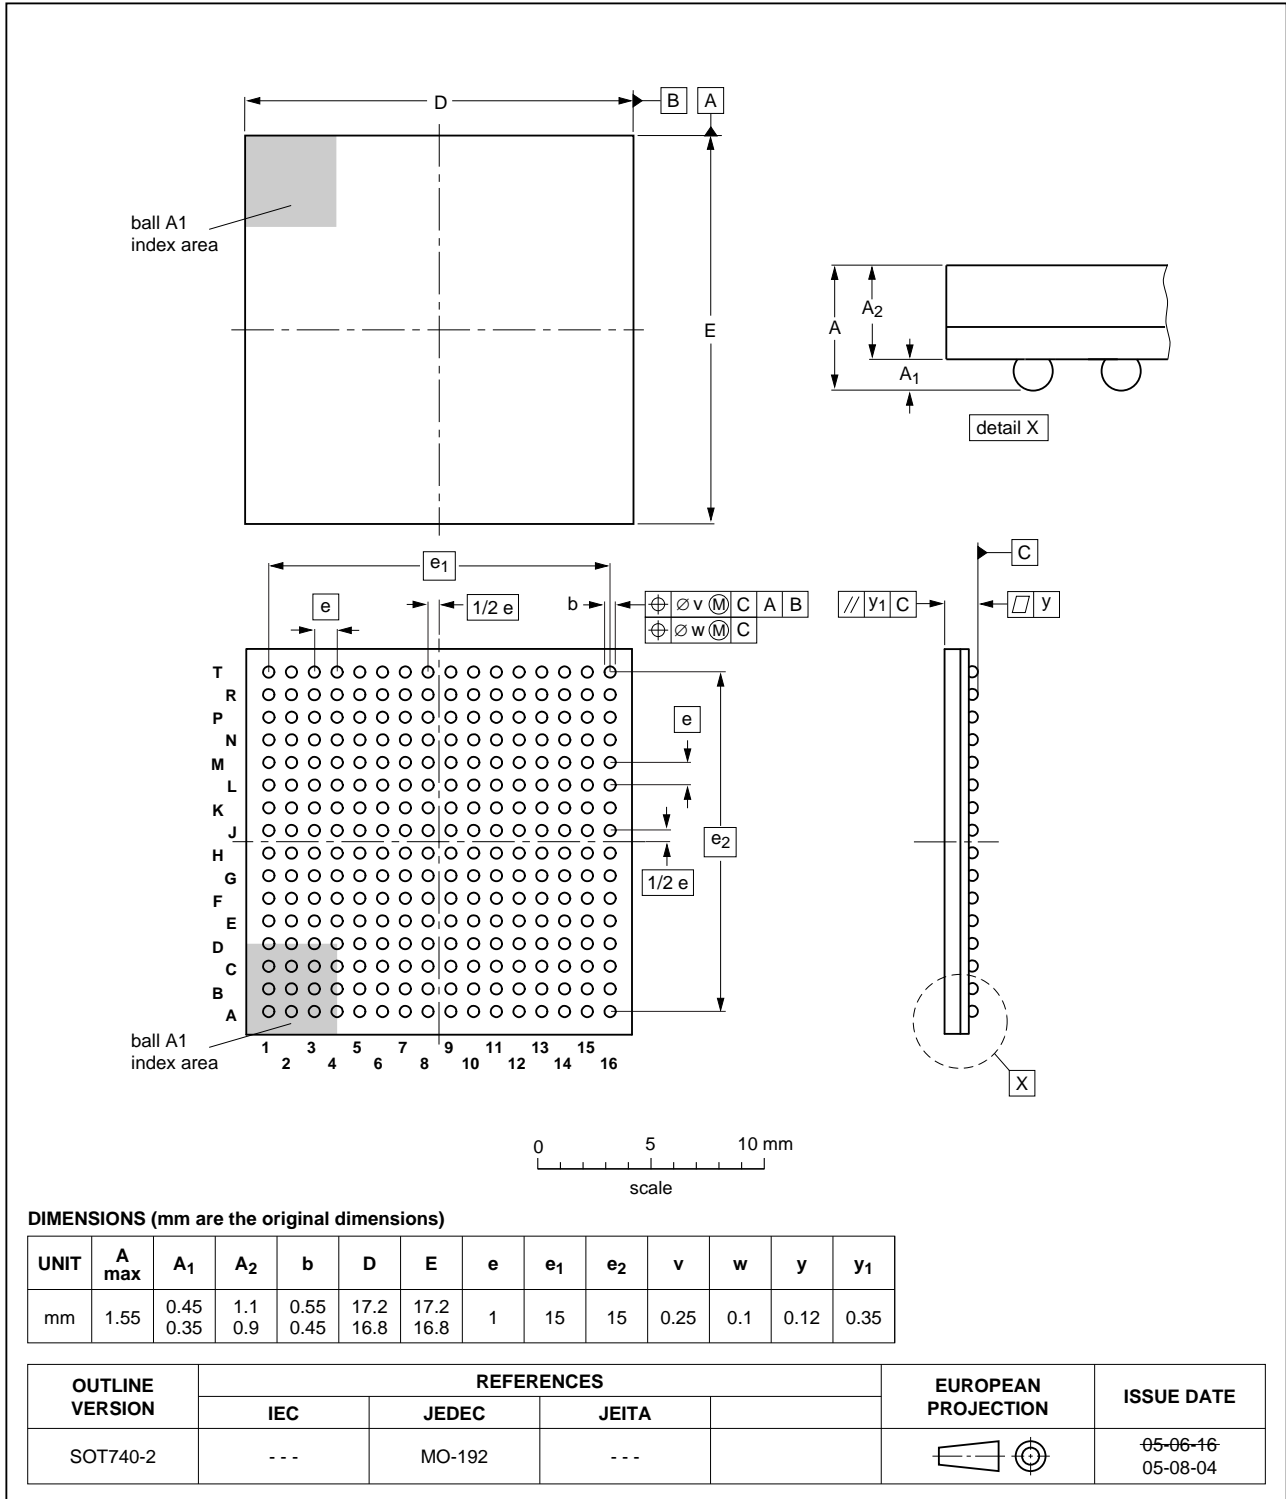 D
B
A
ball A1
index area
E
A
A2
A1
detail X
e1
e
1/2 e
b
⌖ ⌀ v Ⓜ C A B
⌖ ⌀ w Ⓜ C
// y1 C
▱ y
C
T
R
P
N
M
L
K
J
H
G
F
E
D
C
B
A
e
e2
1/2 e
ball A1
index area
1 3 5 7 9 11 13 15
2 4 6 8 10 12 14 16
X
0 5 10 mm
scale
DIMENSIONS (mm are the original dimensions)
UNIT A max A1 A2 b D E e e1 e2 v w y y1
mm 1.55 0.45 0.35 1.1 0.9 0.55 0.45 17.2 16.8 17.2 16.8 1 15 15 0.25 0.1 0.12 0.35
OUTLINE VERSION REFERENCES EUROPEAN PROJECTION ISSUE DATE
IEC JEDEC JEITA
SOT740-2 - - - MO-192 - - - 05-06-16
05-08-04